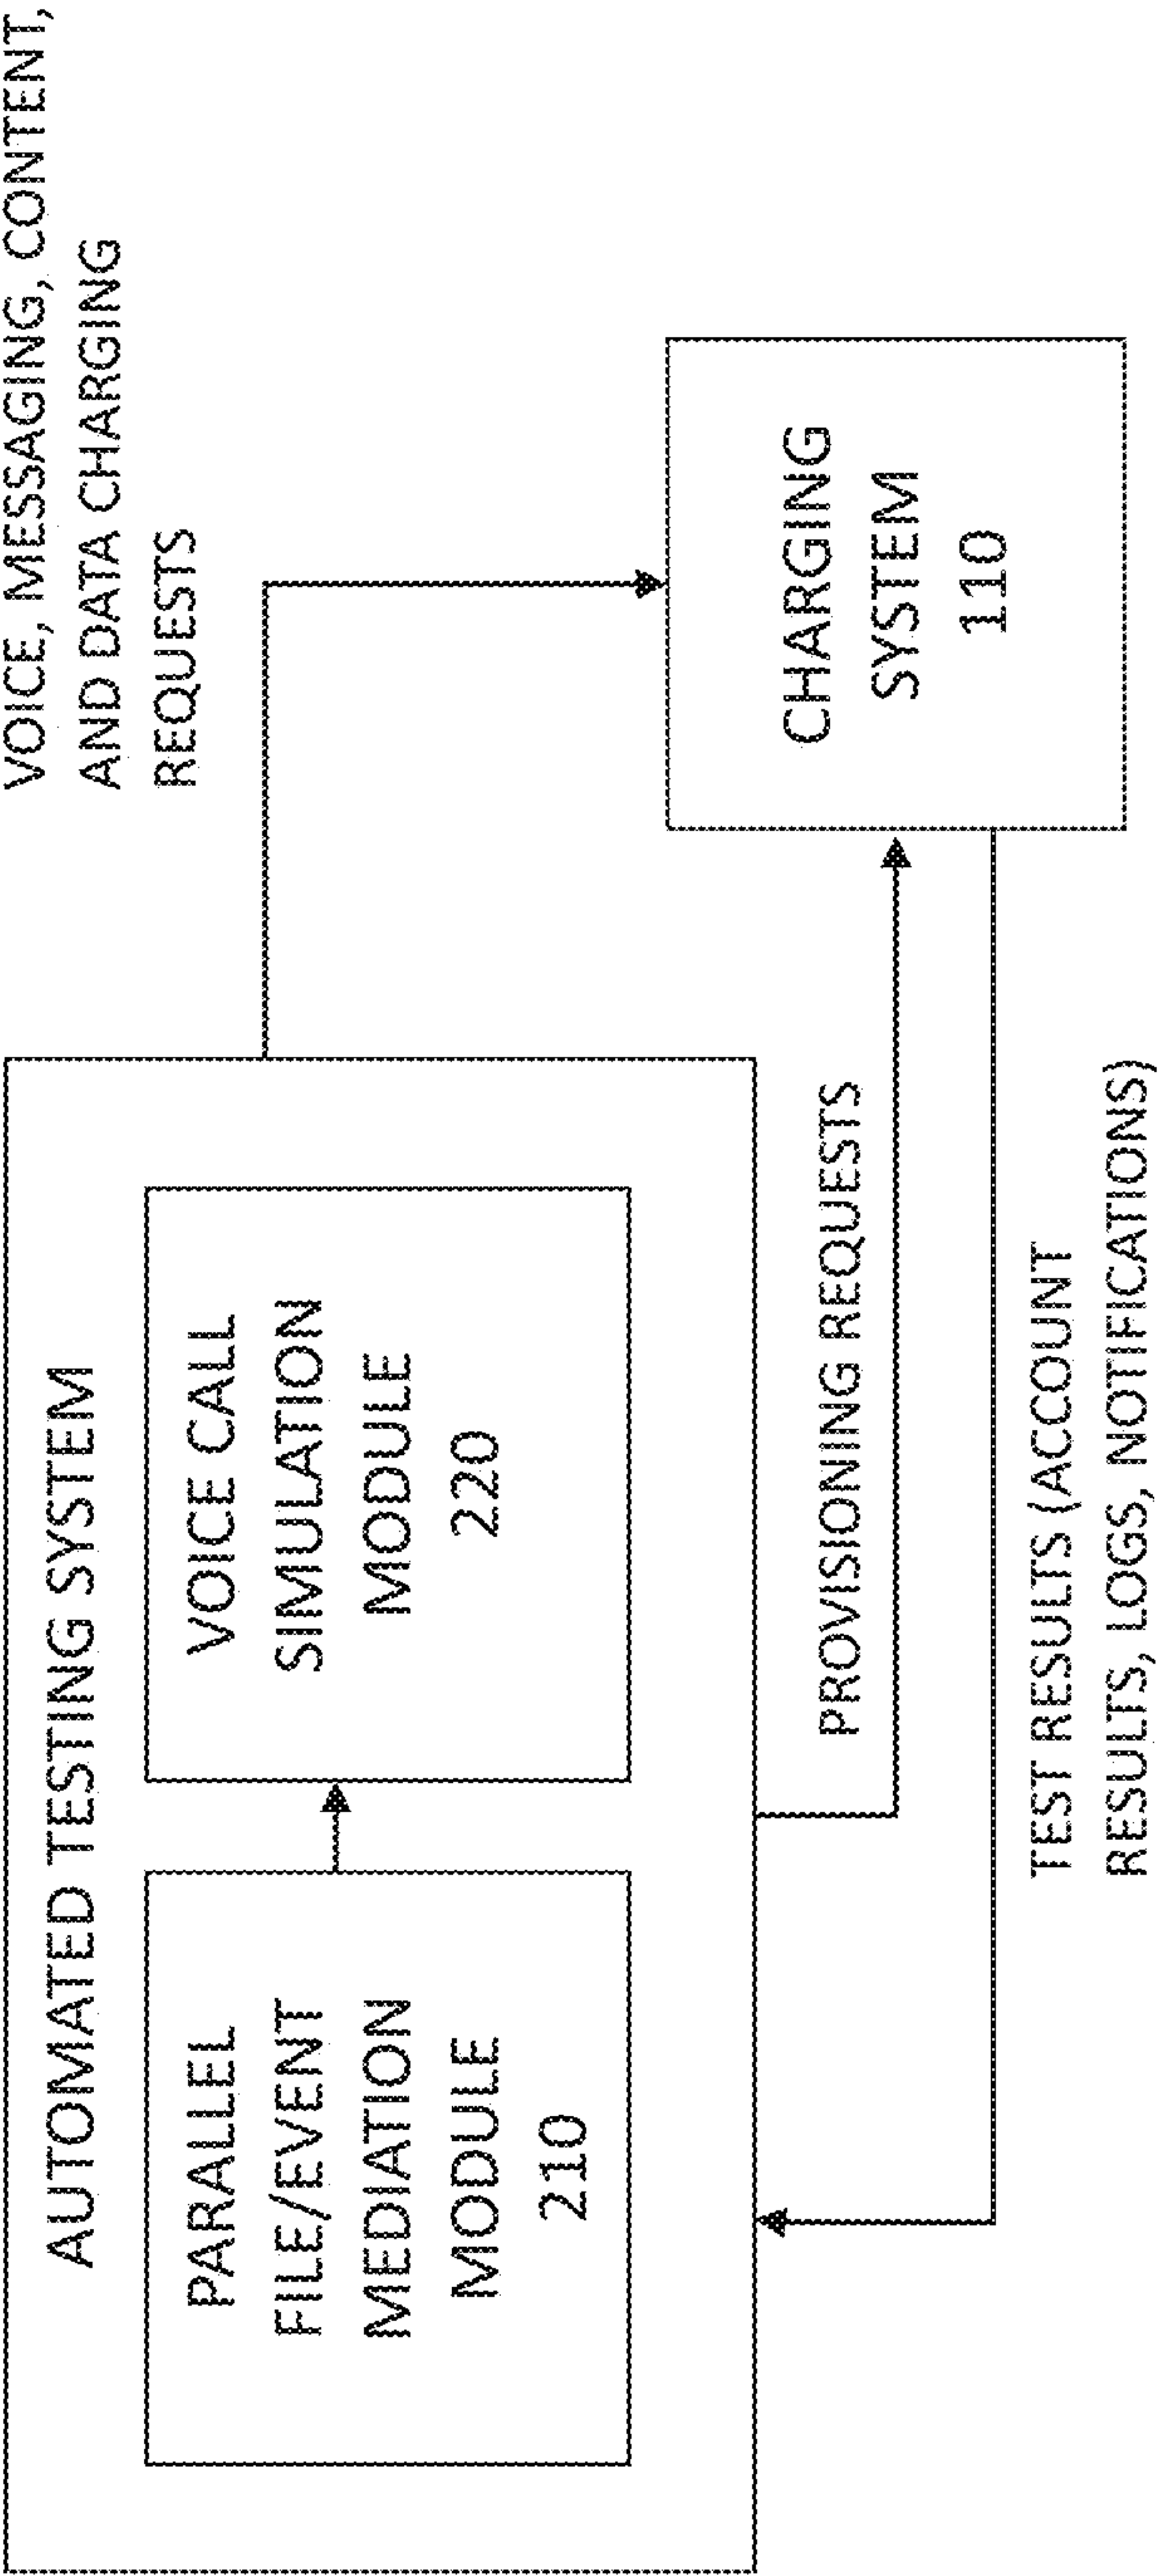 AUTOMATED TESTING SYSTEM
PARALLEL
FILE/EVENT
MEDIATION
MODULE
210
VOICE CALL
SIMULATION
MODULE
220
VOICE, MESSAGING, CONTENT,
AND DATA CHARGING
REQUESTS
CHARGING
SYSTEM
110
PROVISIONING REQUESTS
TEST RESULTS (ACCOUNT
RESULTS, LOGS, NOTIFICATIONS)